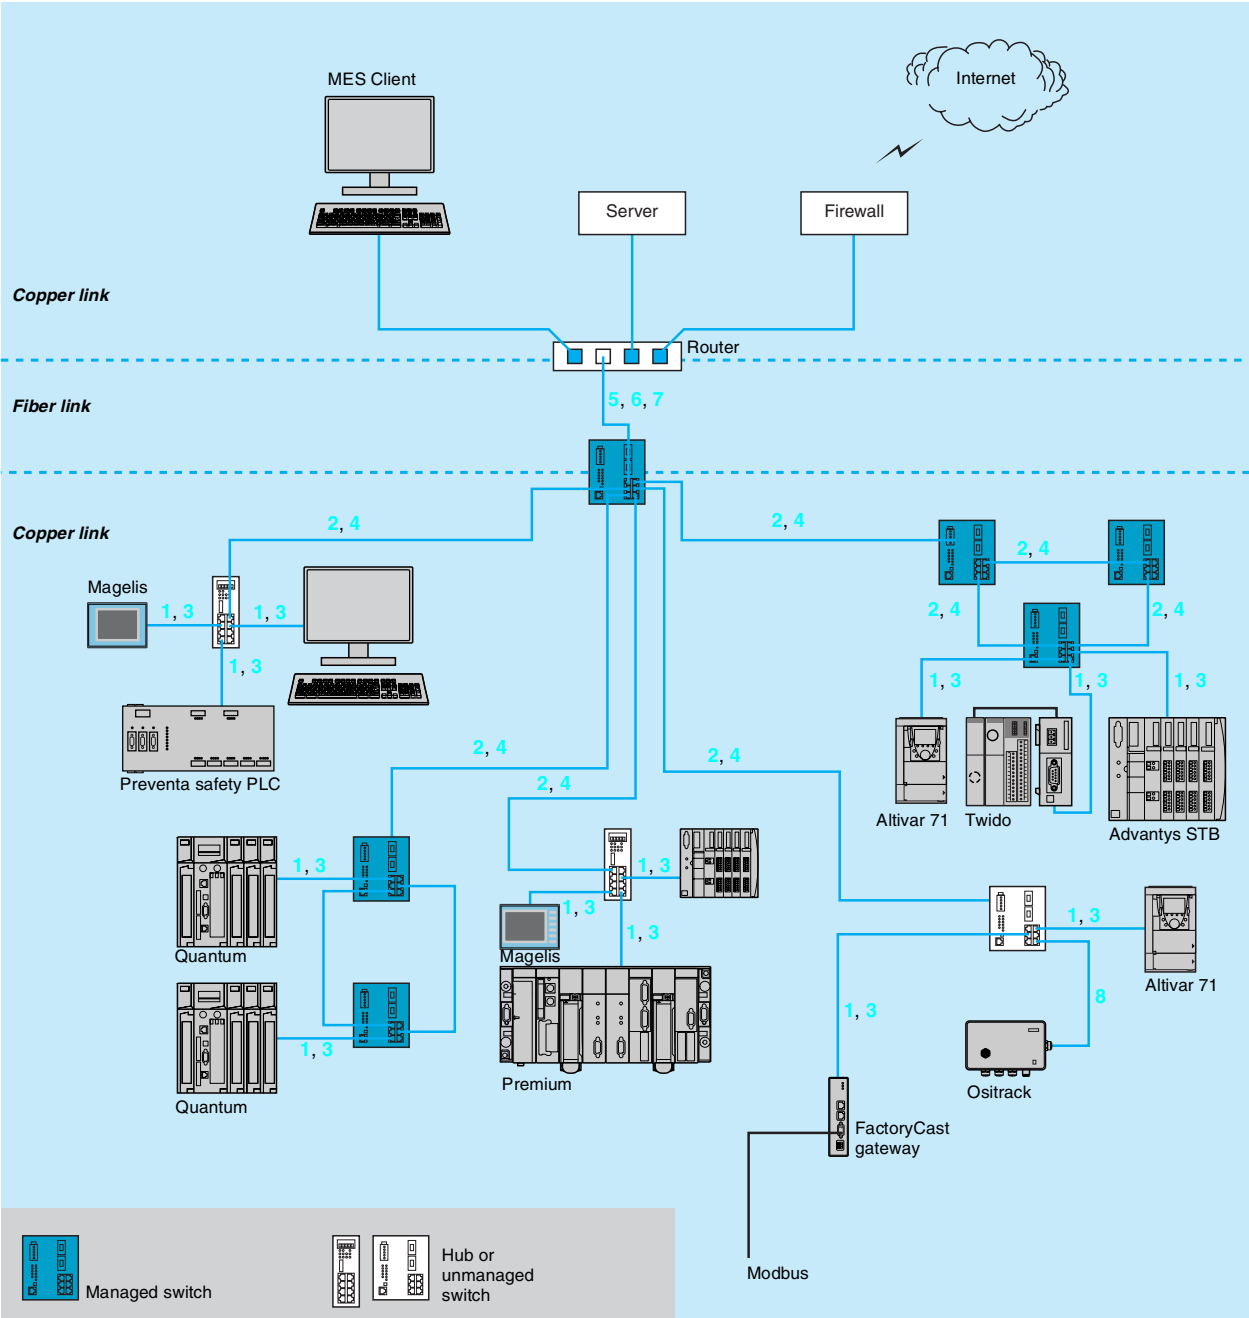 MES Client
Internet
Server
Firewall
Copper link
Router
Fiber link
5, 6, 7
Copper link
2, 4
2, 4
2, 4
Magelis
1, 3
1, 3
2, 4
2, 4
1, 3
1, 3
1, 3
1, 3
Preventa safety PLC
2, 4
2, 4
2, 4
Altivar 71
Twido
Advantys STB
1, 3
1, 3
1, 3
1, 3
1, 3
Quantum
Magelis
Altivar 71
1, 3
8
1, 3
Premium
Ositrack
Quantum
FactoryCast
gateway
Modbus
Managed switch
Hub or
unmanaged
switch